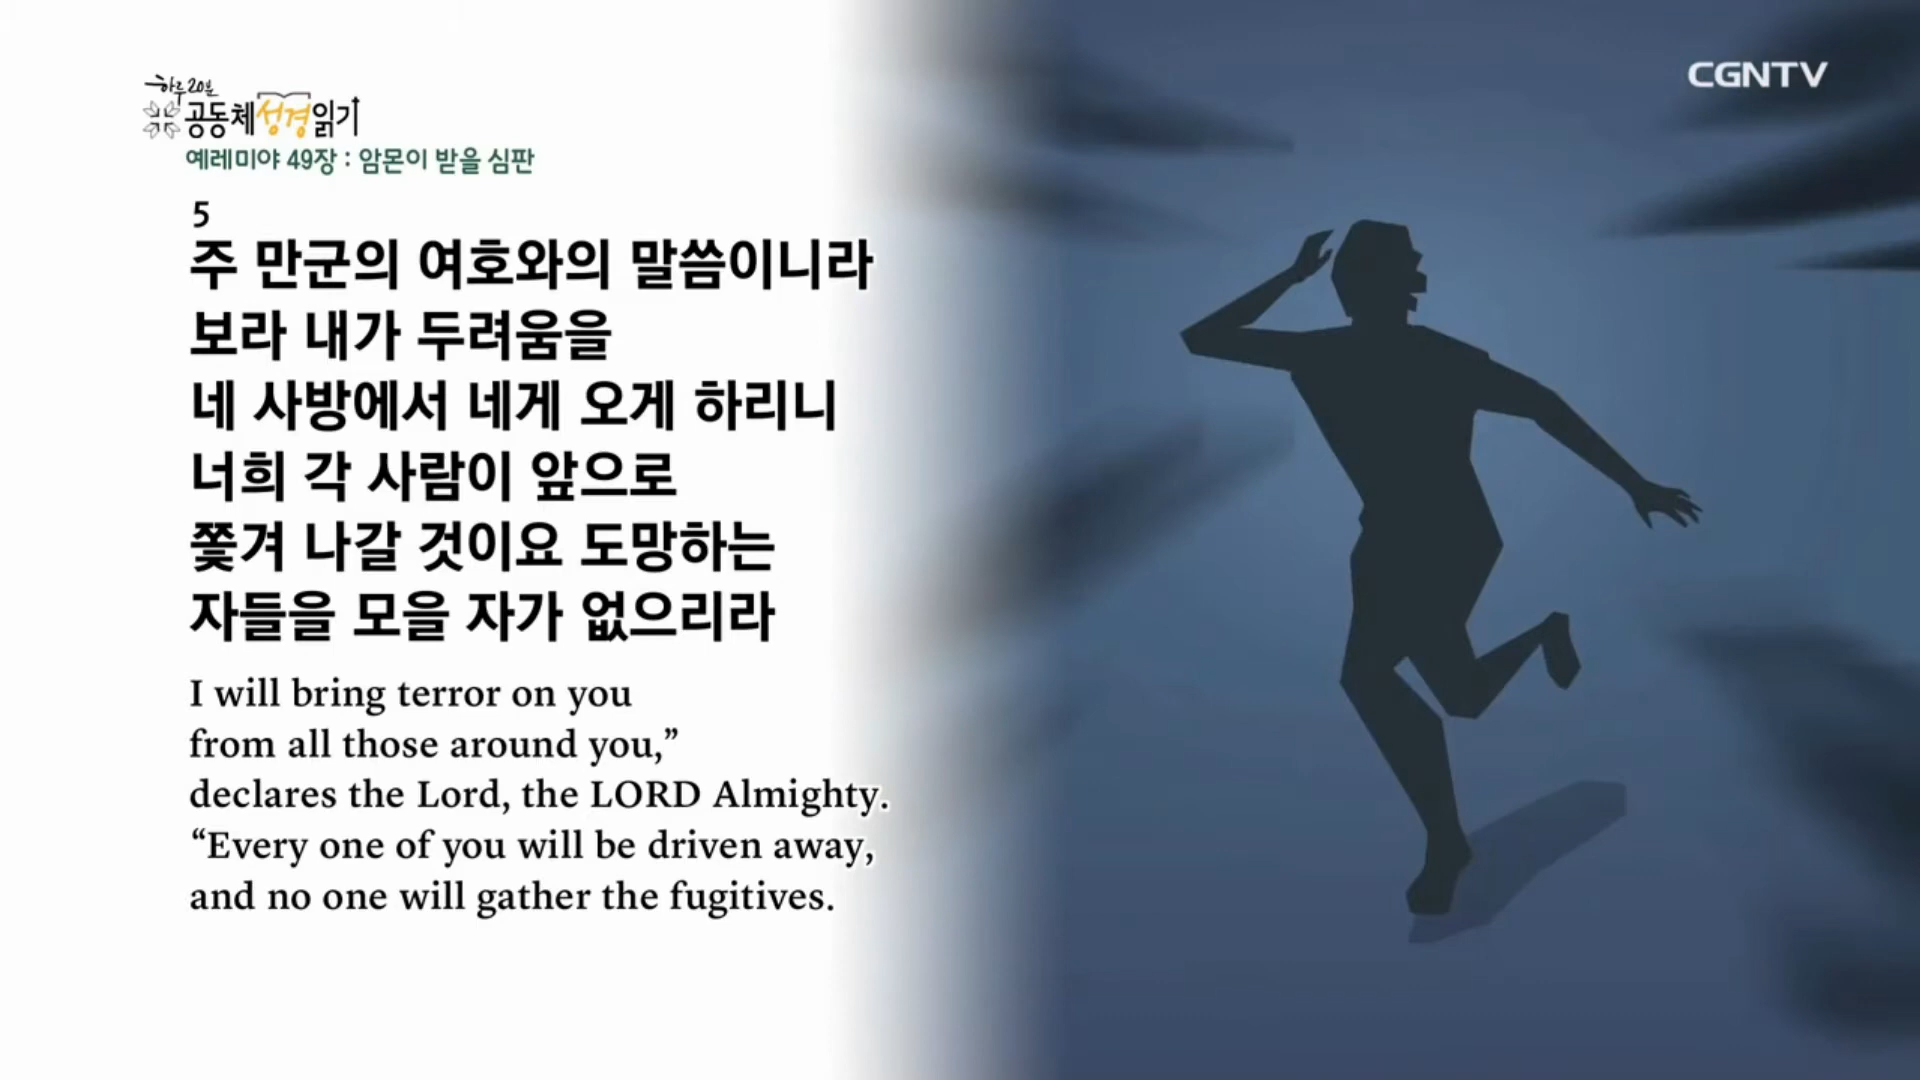 하루 20분
공동체성경읽기
예레미야 49장 : 암몬이 받을 심판
CGNTV
5
주 만군의 여호와의 말씀이니라
보라 내가 두려움을
네 사방에서 네게 오게 하리니
너희 각 사람이 앞으로
쫓겨 나갈 것이요 도망하는
자들을 모을 자가 없으리라
I will bring terror on you
from all those around you,”
declares the Lord, the LORD Almighty.
“Every one of you will be driven away,
and no one will gather the fugitives.